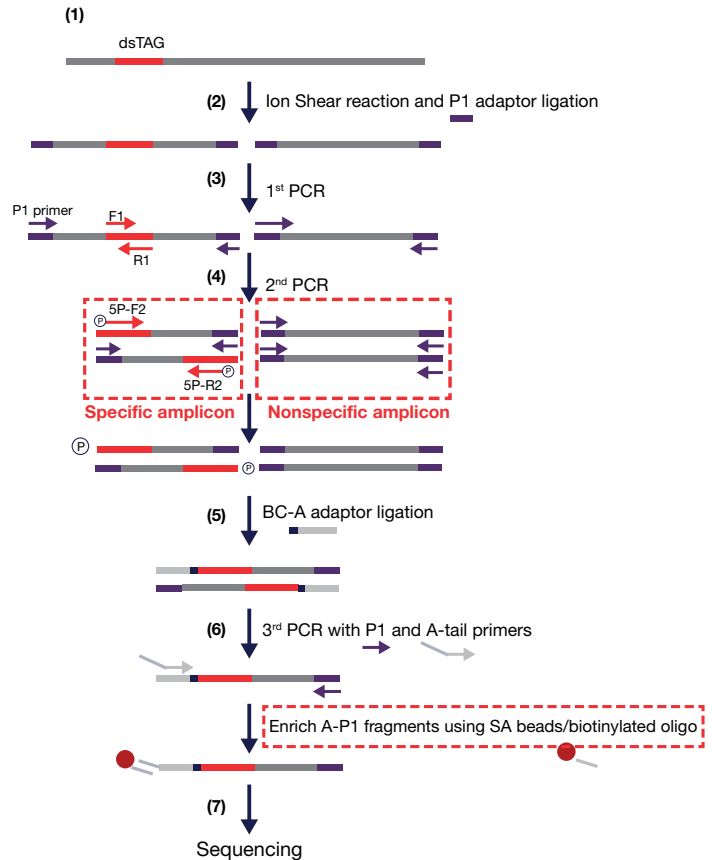 (1)
dsTAG
(2)
Ion Shear reaction and P1 adaptor ligation
(3)
1st PCR
P1 primer
F1
R1
(4)
2nd PCR
P 5P-F2
5P-R2 P
Specific amplicon
Nonspecific amplicon
P
P
(5)
BC-A adaptor ligation
(6)
3rd PCR with P1 and A-tail primers
Enrich A-P1 fragments using SA beads/biotinylated oligo
(7)
Sequencing